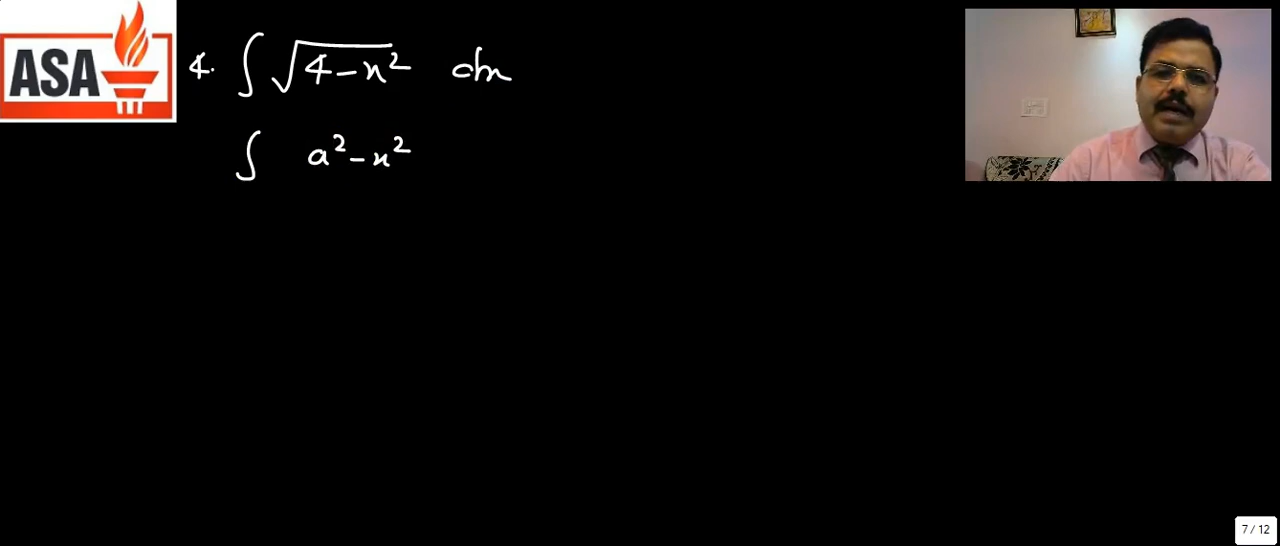 ASA
4. ∫ √4-x² dx
∫ a²-x²
7 / 12